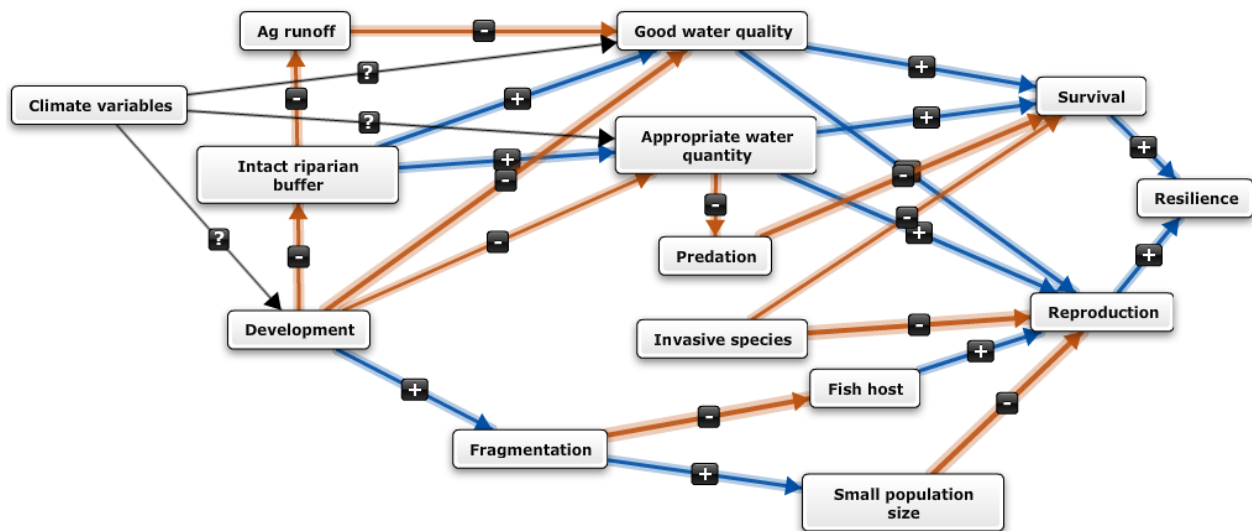 Ag runoff
-
Good water quality
?
+
-
Climate variables
+
Survival
?
+
Appropriate water
quantity
+
+
Intact riparian
buffer
-
-
-
-
Resilience
-
?
-
-
+
Predation
+
Development
Invasive species
-
Reproduction
+
+
Fish host
-
-
Fragmentation
+
Small population
size